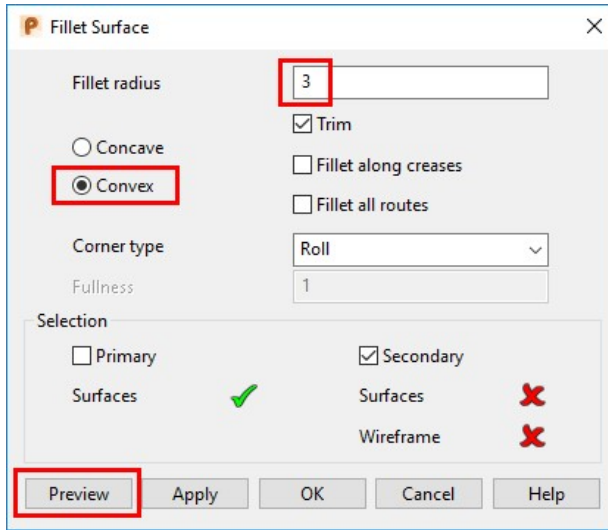 Fillet Surface
Fillet radius 3
Trim
Concave
Fillet along creases
Convex
Fillet all routes
Corner type Roll
Fullness 1
Selection
Primary Secondary
Surfaces Surfaces
Wireframe
Preview Apply OK Cancel Help